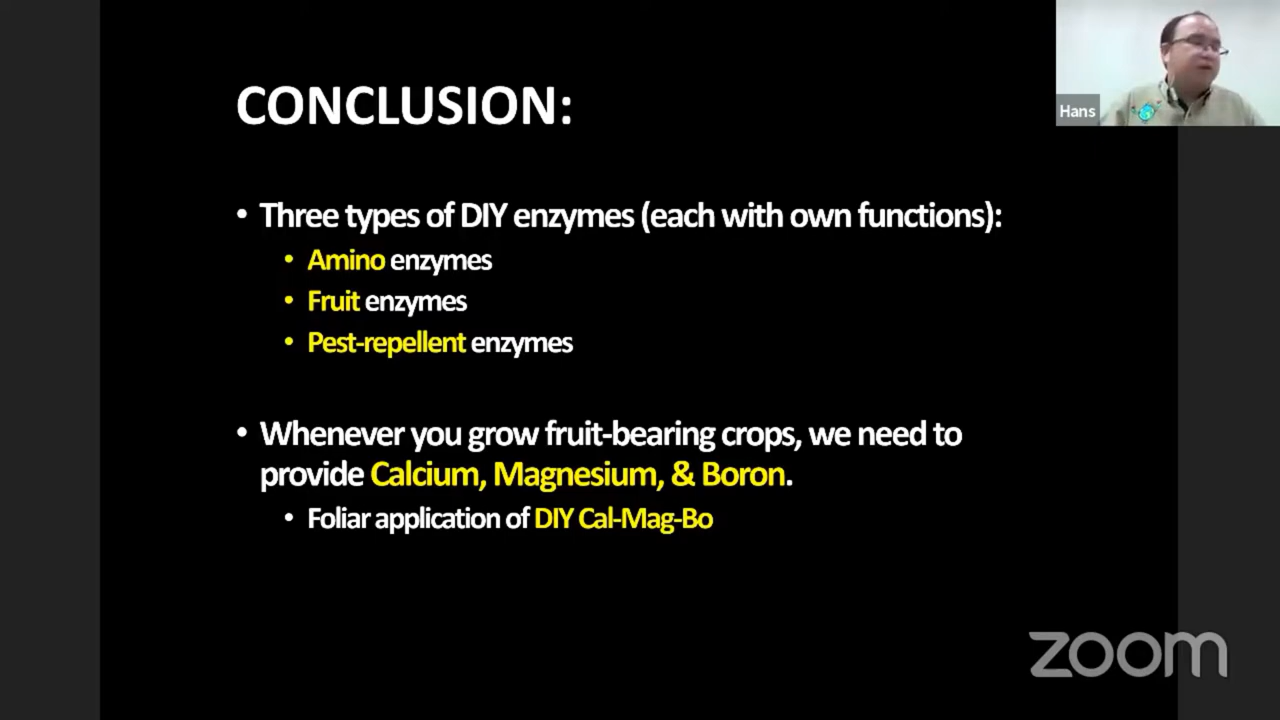 Hans
CONCLUSION:
• Three types of DIY enzymes (each with own functions):
• Amino enzymes
• Fruit enzymes
• Pest-repellent enzymes
• Whenever you grow fruit-bearing crops, we need to
provide Calcium, Magnesium, & Boron.
• Foliar application of DIY Cal-Mag-Bo
zoom